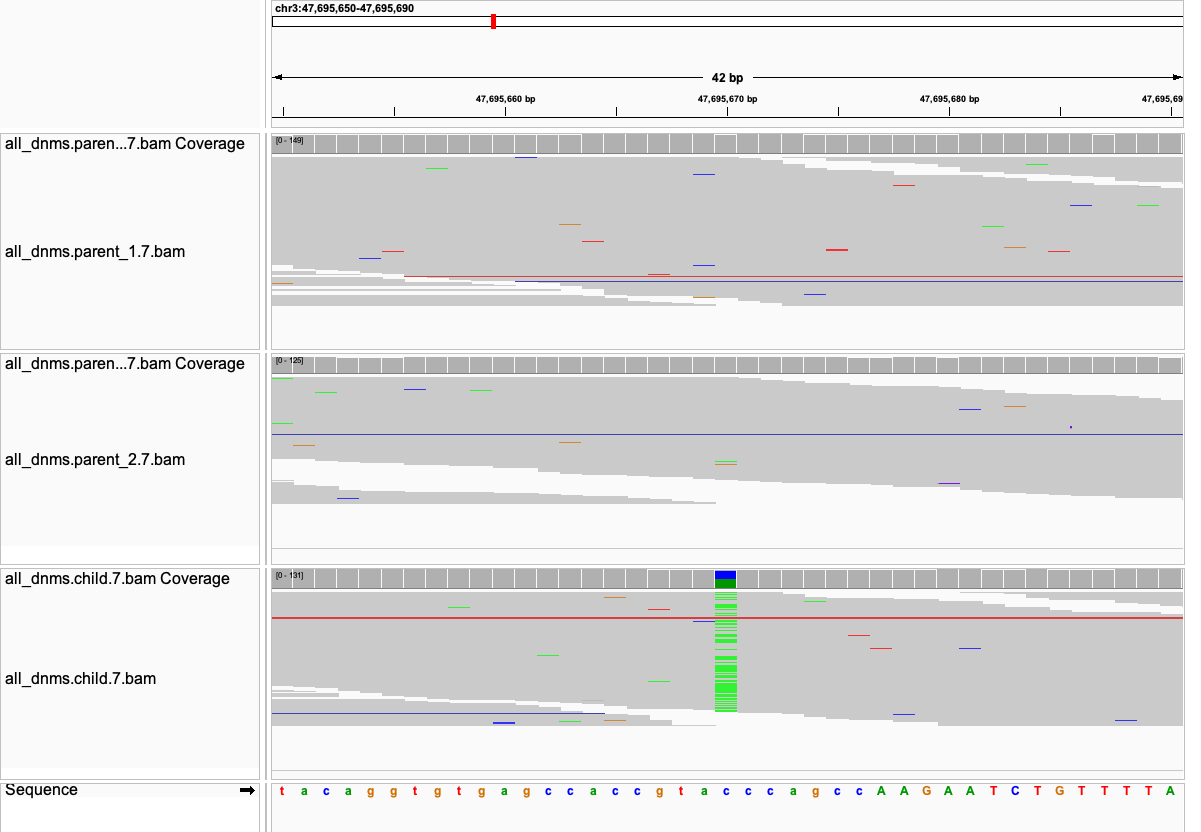 chr3:47,695,650-47,695,690
42 bp
47,695,660 bp 47,695,670 bp 47,695,680 bp 47,695,69
all_dnms.paren...7.bam Coverage
[0 - 149]
all_dnms.parent_1.7.bam
all_dnms.paren...7.bam Coverage
[0 - 125]
all_dnms.parent_2.7.bam
all_dnms.child.7.bam Coverage
[0 - 131]
all_dnms.child.7.bam
Sequence
t a c a g g t g t g a g c c a c c g t a c c c a g c c A A G A A T C T G T T T T A